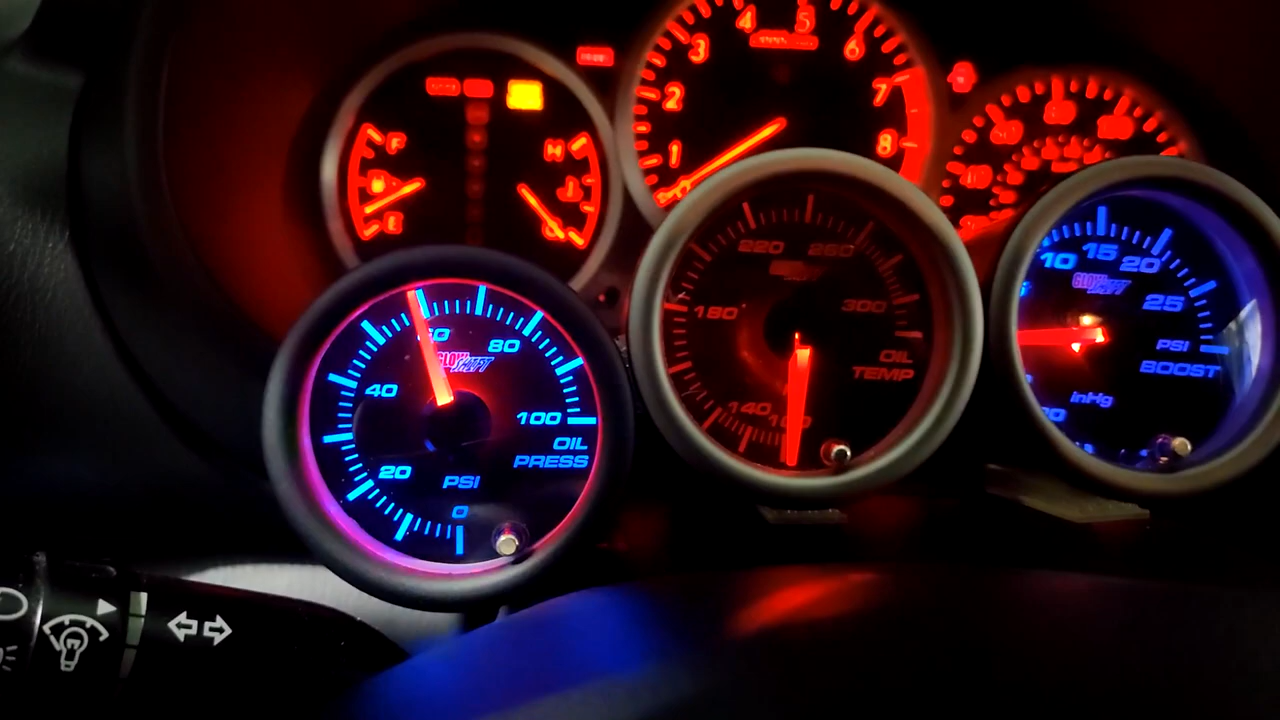 4 5
3 6
2 7
1 8
F H
E
220 260
180 300
OIL
TEMP
140 100
10 15 20
GLOWSHIFT
25
PSI
BOOST
inHg
60 80
GLOWSHIFT
40
100
OIL
PRESS
20
PSI
0